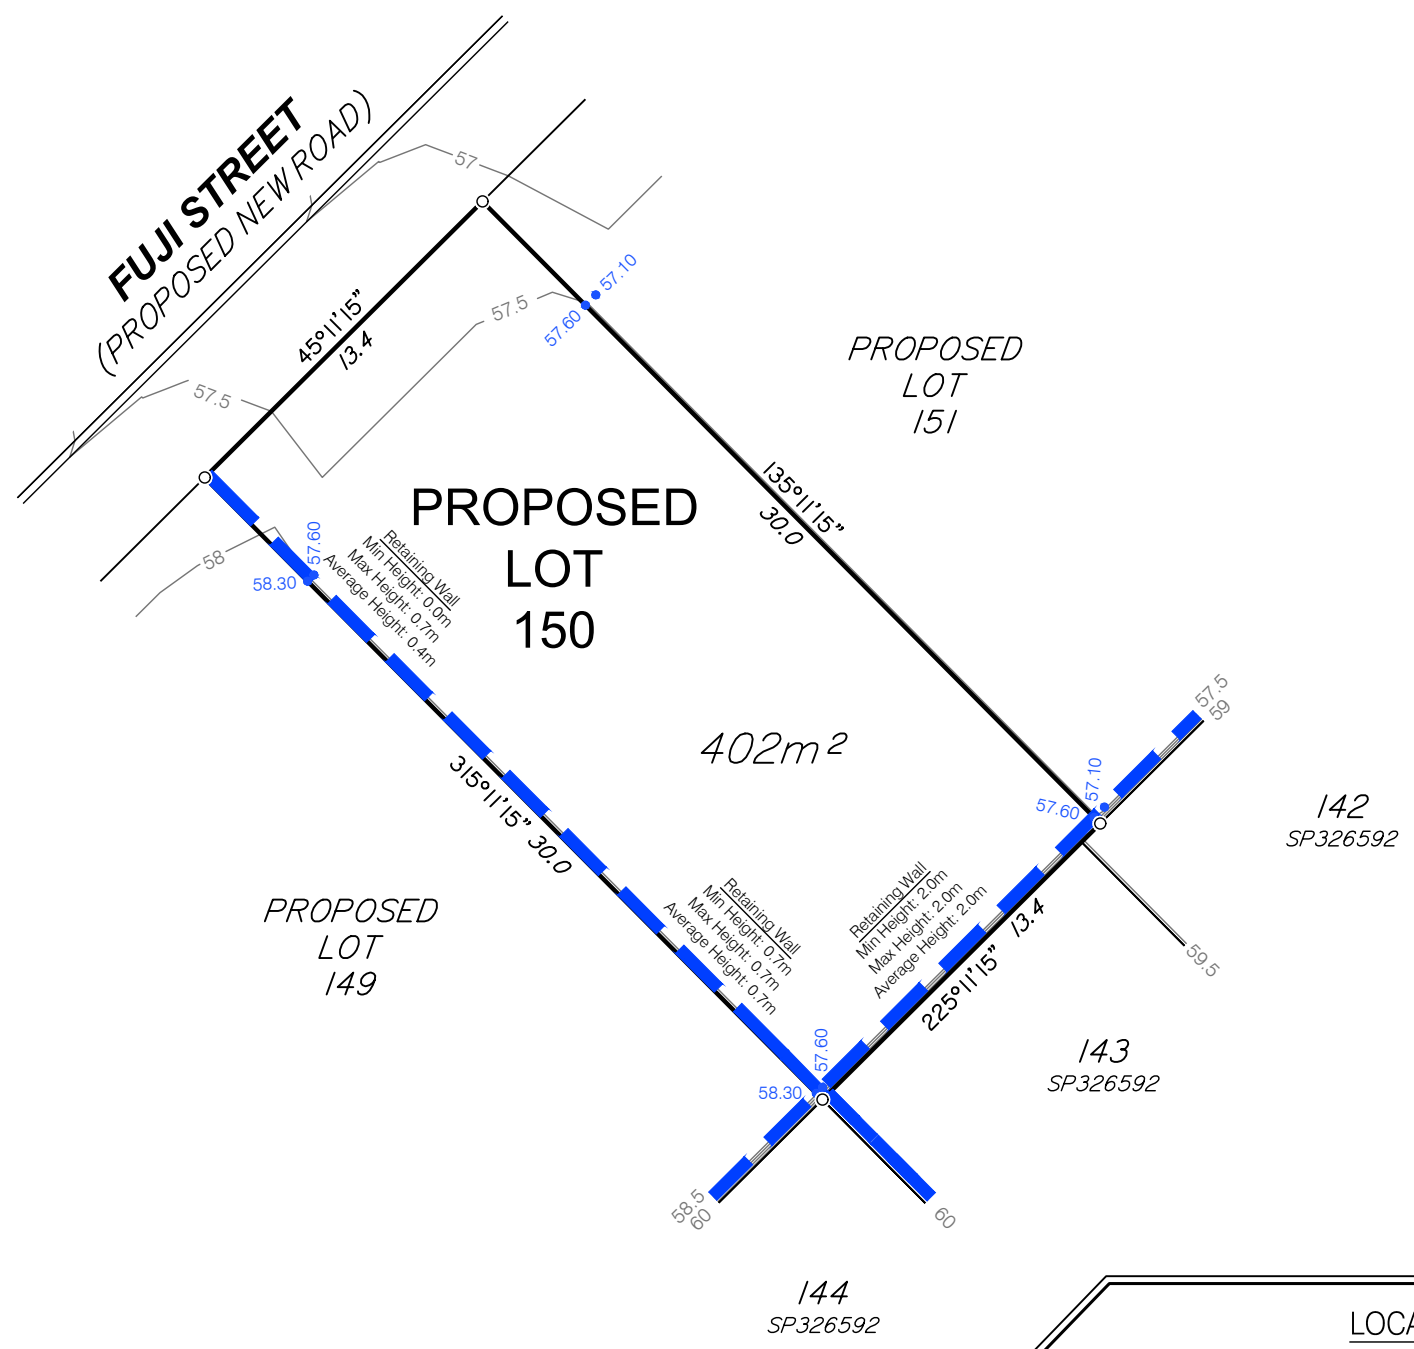 FUJI STREET
(PROPOSED NEW ROAD)
57
57.10
57.60
57.5
45°11'15"
13.4
57.5
PROPOSED
LOT
151
135°11'15"
30.0
PROPOSED
LOT
150
58
57.60
58.30
Retaining Wall
Min Height: 0.0m
Max Height: 0.7m
Average Height: 0.4m
402m²
57.5
59
57.10
57.60
142
SP326592
315°11'15" 30.0
PROPOSED
LOT
149
Retaining Wall
Min Height: 0.7m
Max Height: 0.7m
Average Height: 0.7m
Retaining Wall
Min Height: 2.0m
Max Height: 2.0m
Average Height: 2.0m
225°11'15" 13.4
59.5
143
SP326592
57.60
58.30
58.5
60
60
144
SP326592
LOCA